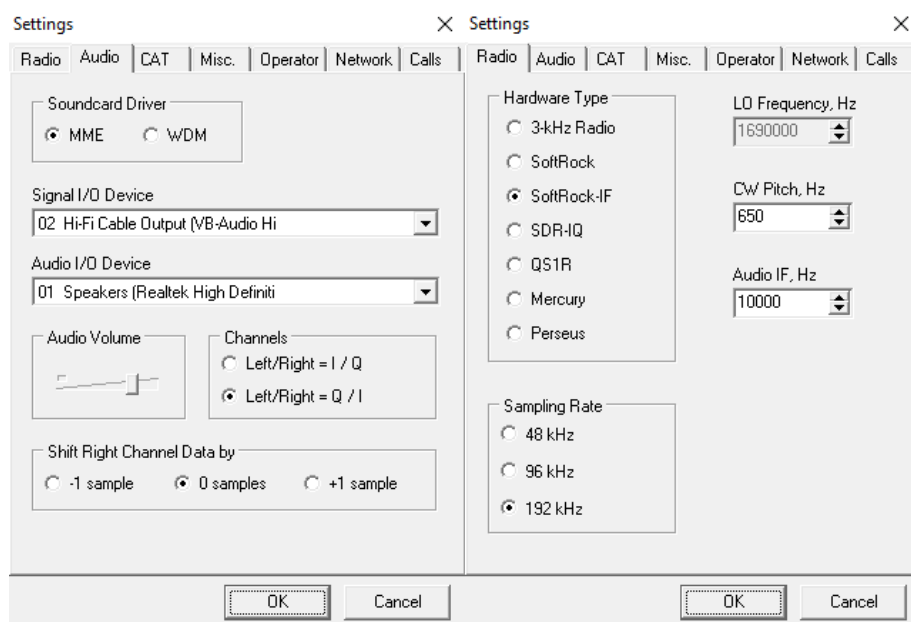 Settings
Radio Audio CAT Misc. Operator Network Calls
Soundcard Driver
MME WDM
Signal I/O Device
02 Hi-Fi Cable Output (VB-Audio Hi
Audio I/O Device
01 Speakers (Realtek High Definiti
Audio Volume
Channels
Left/Right = I / Q
Left/Right = Q / I
Shift Right Channel Data by
-1 sample 0 samples +1 sample
OK Cancel
Settings
Radio Audio CAT Misc. Operator Network Calls
Hardware Type
3-kHz Radio
SoftRock
SoftRock-IF
SDR-IQ
QS1R
Mercury
Perseus
LO Frequency, Hz
1690000
CW Pitch, Hz
650
Audio IF, Hz
10000
Sampling Rate
48 kHz
96 kHz
192 kHz
OK Cancel